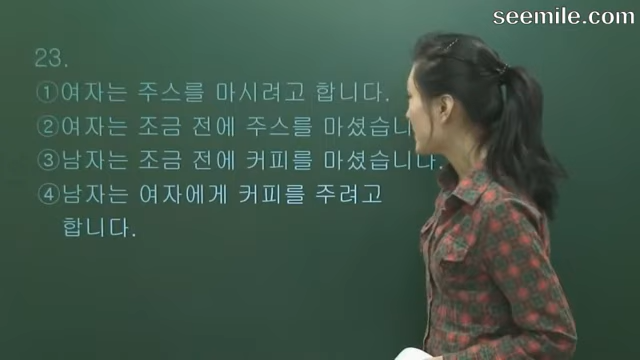 seemile.com
23.
①여자는 주스를 마시려고 합니다.
②여자는 조금 전에 주스를 마셨습니
③남자는 조금 전에 커피를 마셨습니다.
④남자는 여자에게 커피를 주려고
합니다.